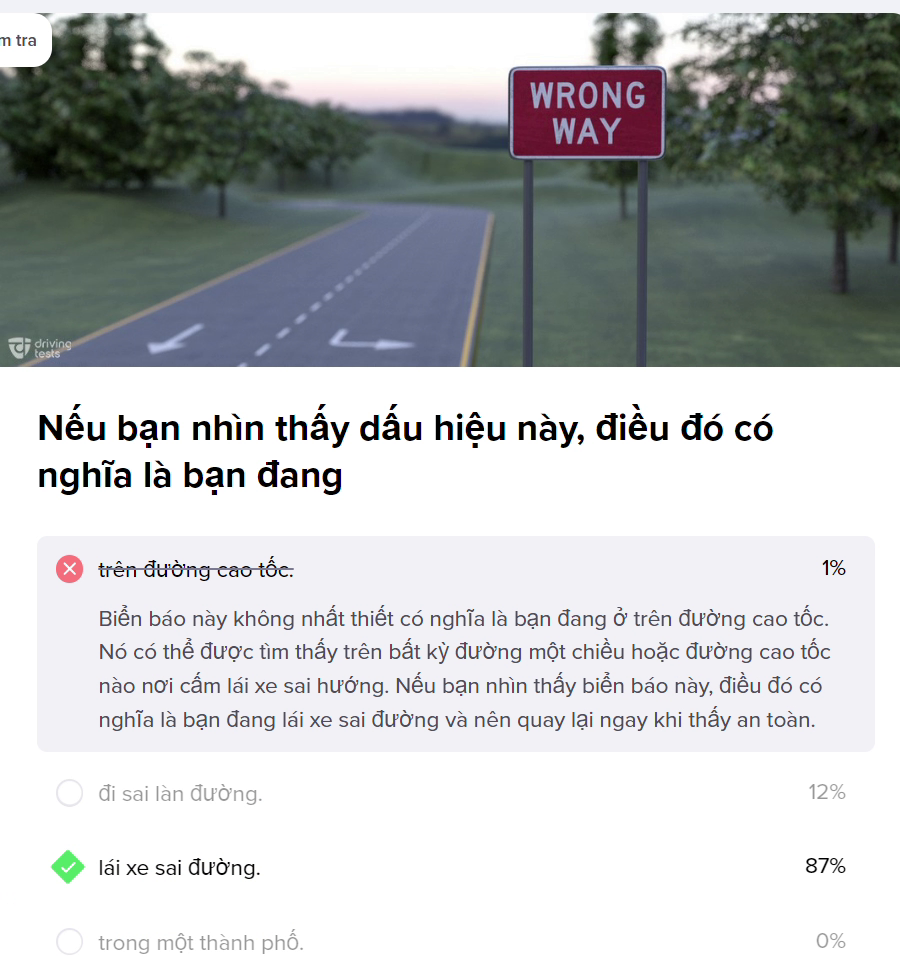 m tra
WRONG
WAY
driving
tests
Nếu bạn nhìn thấy dấu hiệu này, điều đó có
nghĩa là bạn đang
trên đường cao tốc. 1%
Biển báo này không nhất thiết có nghĩa là bạn đang ở trên đường cao tốc.
Nó có thể được tìm thấy trên bất kỳ đường một chiều hoặc đường cao tốc
nào nơi cấm lái xe sai hướng. Nếu bạn nhìn thấy biển báo này, điều đó có
nghĩa là bạn đang lái xe sai đường và nên quay lại ngay khi thấy an toàn.
đi sai làn đường. 12%
lái xe sai đường. 87%
trong một thành phố. 0%